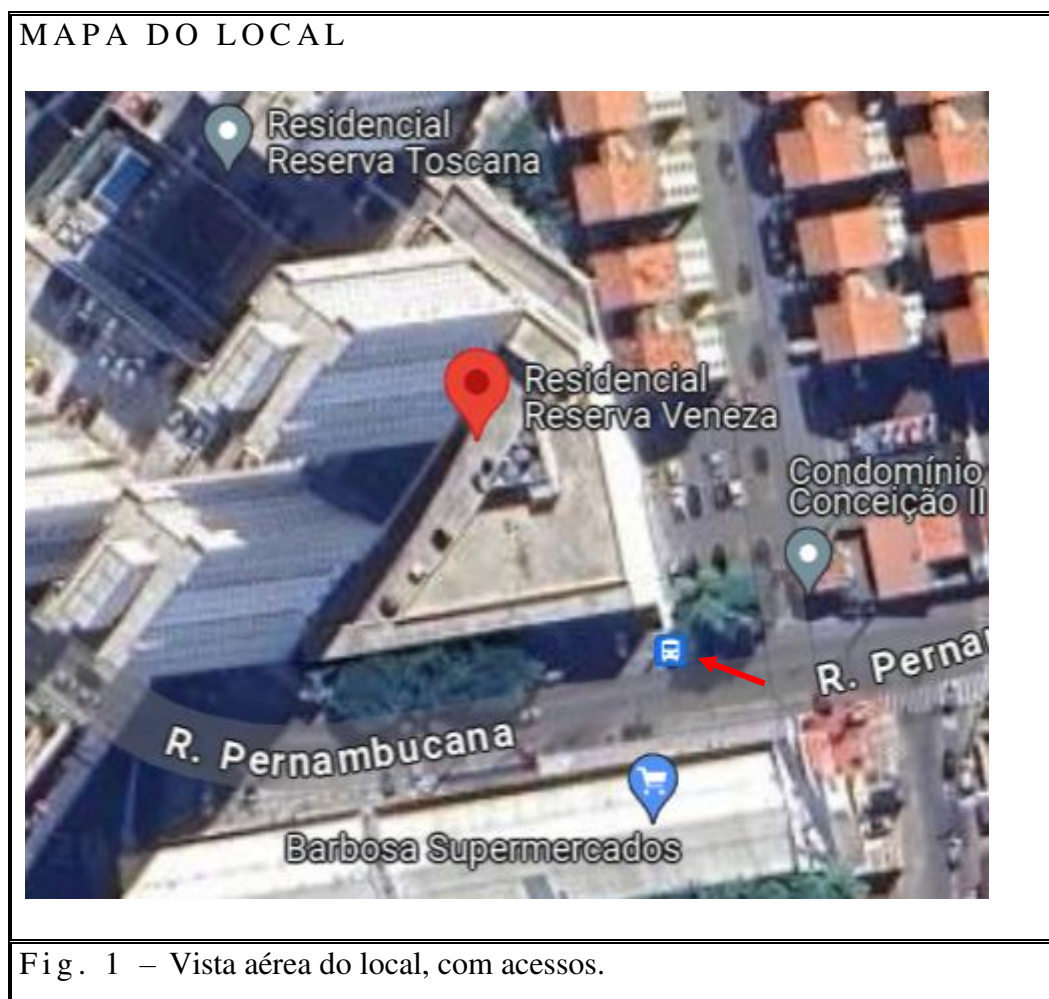 MAPA DO LOCAL
Residencial
Reserva Toscana
Residencial
Reserva Veneza
Condomínio
Conceição II
R. Perna
R. Pernambucana
Barbosa Supermercados
Fig. 1 – Vista aérea do local, com acessos.